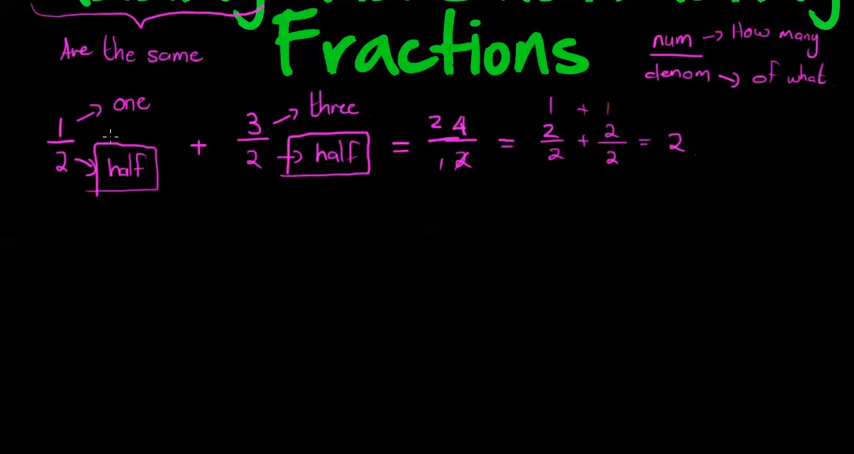 Fractions
Are the same
num → How many
denom → of what
1/2 → one → half + 3/2 → three → half = 2 4/1 2 = 2/2 + 2/2 = 2
1 + 1